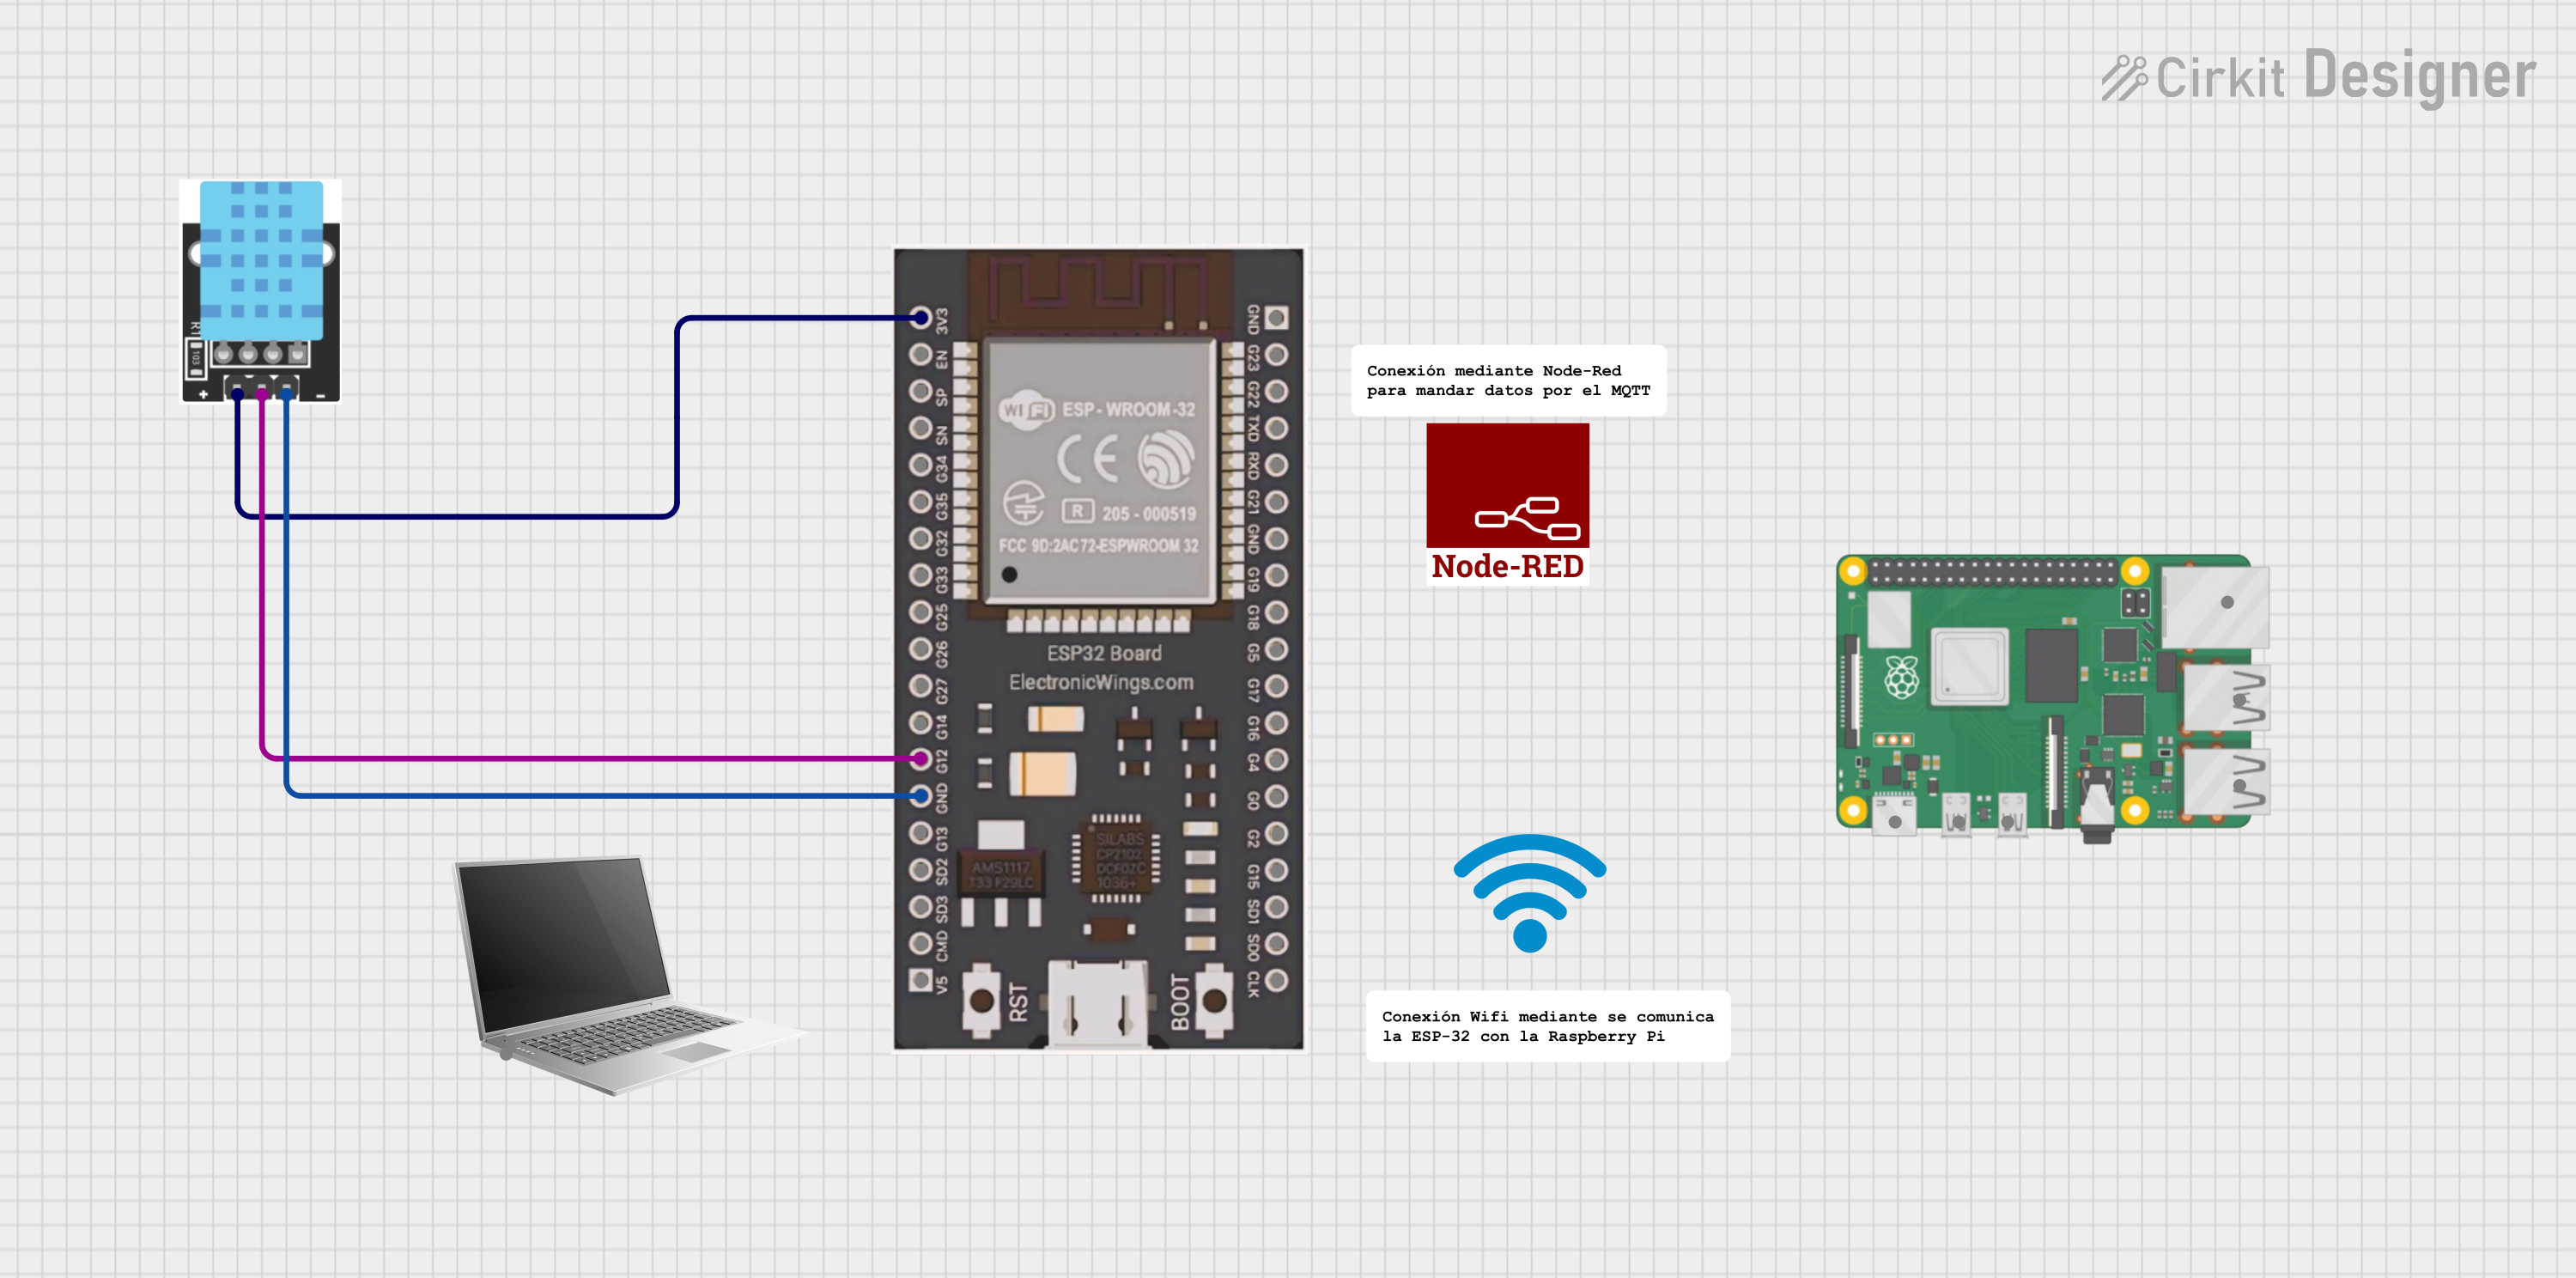 Cirkit Designer
R1
103
+
-
3V3
EN
SP
SN
G34
G35
G32
G33
G25
G26
G27
G14
G12
GND
G13
SD2
SD3
CMD
V5
WiFi ESP - WROOM -32
CE
R 205 - 000519
FCC 9D:2AC72-ESPWROOM 32
ESP32 Board
ElectronicWings.com
AMS1117
T33 F29LC
SILABS
CP2102
DCF02C
1036+
RST
BOOT
GND
G23
G22
TXD
RXD
G21
GND
G19
G18
G5
G17
G16
G4
G0
G2
G15
SD1
SD0
CLK
Conexión mediante Node-Red
para mandar datos por el MQTT
Node-RED
Conexión Wifi mediante se comunica
la ESP-32 con la Raspberry Pi